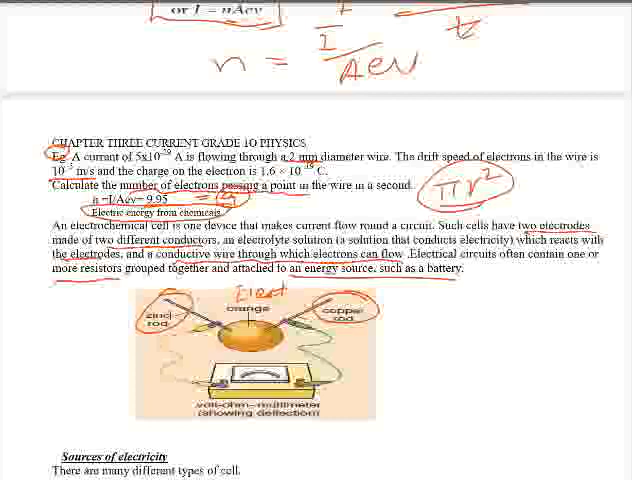 or I = nAev
t
n = I / Aev
CHAPTER THREE CURRENT GRADE 10 PHYSICS
Eg. A currant of 5x10⁻²⁹ A is flowing through a 2 mm diameter wire. The drift speed of electrons in the wire is
10⁻⁵ m/s and the charge on the electron is 1.6 × 10⁻¹⁹ C.
Calculate the number of electrons passing a point in the wire in a second.
n =I/Aev= 9.95
πr²
Electric energy from chemicals
An electrochemical cell is one device that makes current flow round a circuit. Such cells have two electrodes
made of two different conductors, an electrolyte solution (a solution that conducts electricity) which reacts with
the electrodes, and a conductive wire through which electrons can flow .Electrical circuits often contain one or
more resistors grouped together and attached to an energy source, such as a battery.
orange
zinc
rod
copper
rod
volt-ohm-multimeter
(showing deflection)
Sources of electricity
There are many different types of cell.